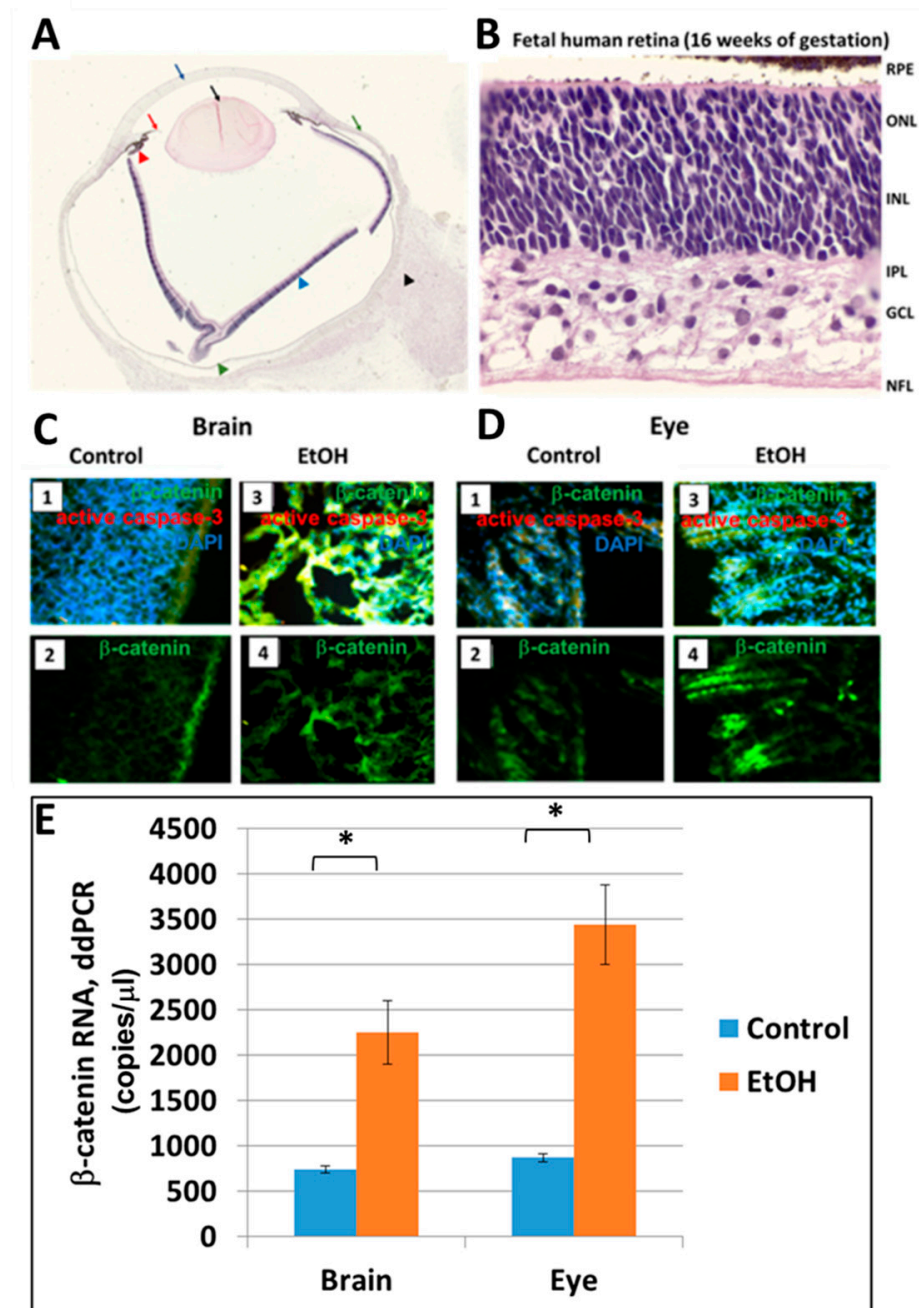 A
B Fetal human retina (16 weeks of gestation)
RPE
ONL
INL
IPL
GCL
NFL
C Brain
Control EtOH
1 β-catenin
active caspase-3
DAPI
3 β-catenin
active caspase-3
DAPI
2 β-catenin
4 β-catenin
D Eye
Control EtOH
1 β-catenin
active caspase-3
DAPI
3 β-catenin
active caspase-3
DAPI
2 β-catenin
4 β-catenin
E
β-catenin RNA, ddPCR
(copies/μl)
4500
4000
3500
3000
2500
2000
1500
1000
500
0
*
*
Brain Eye
Control
EtOH